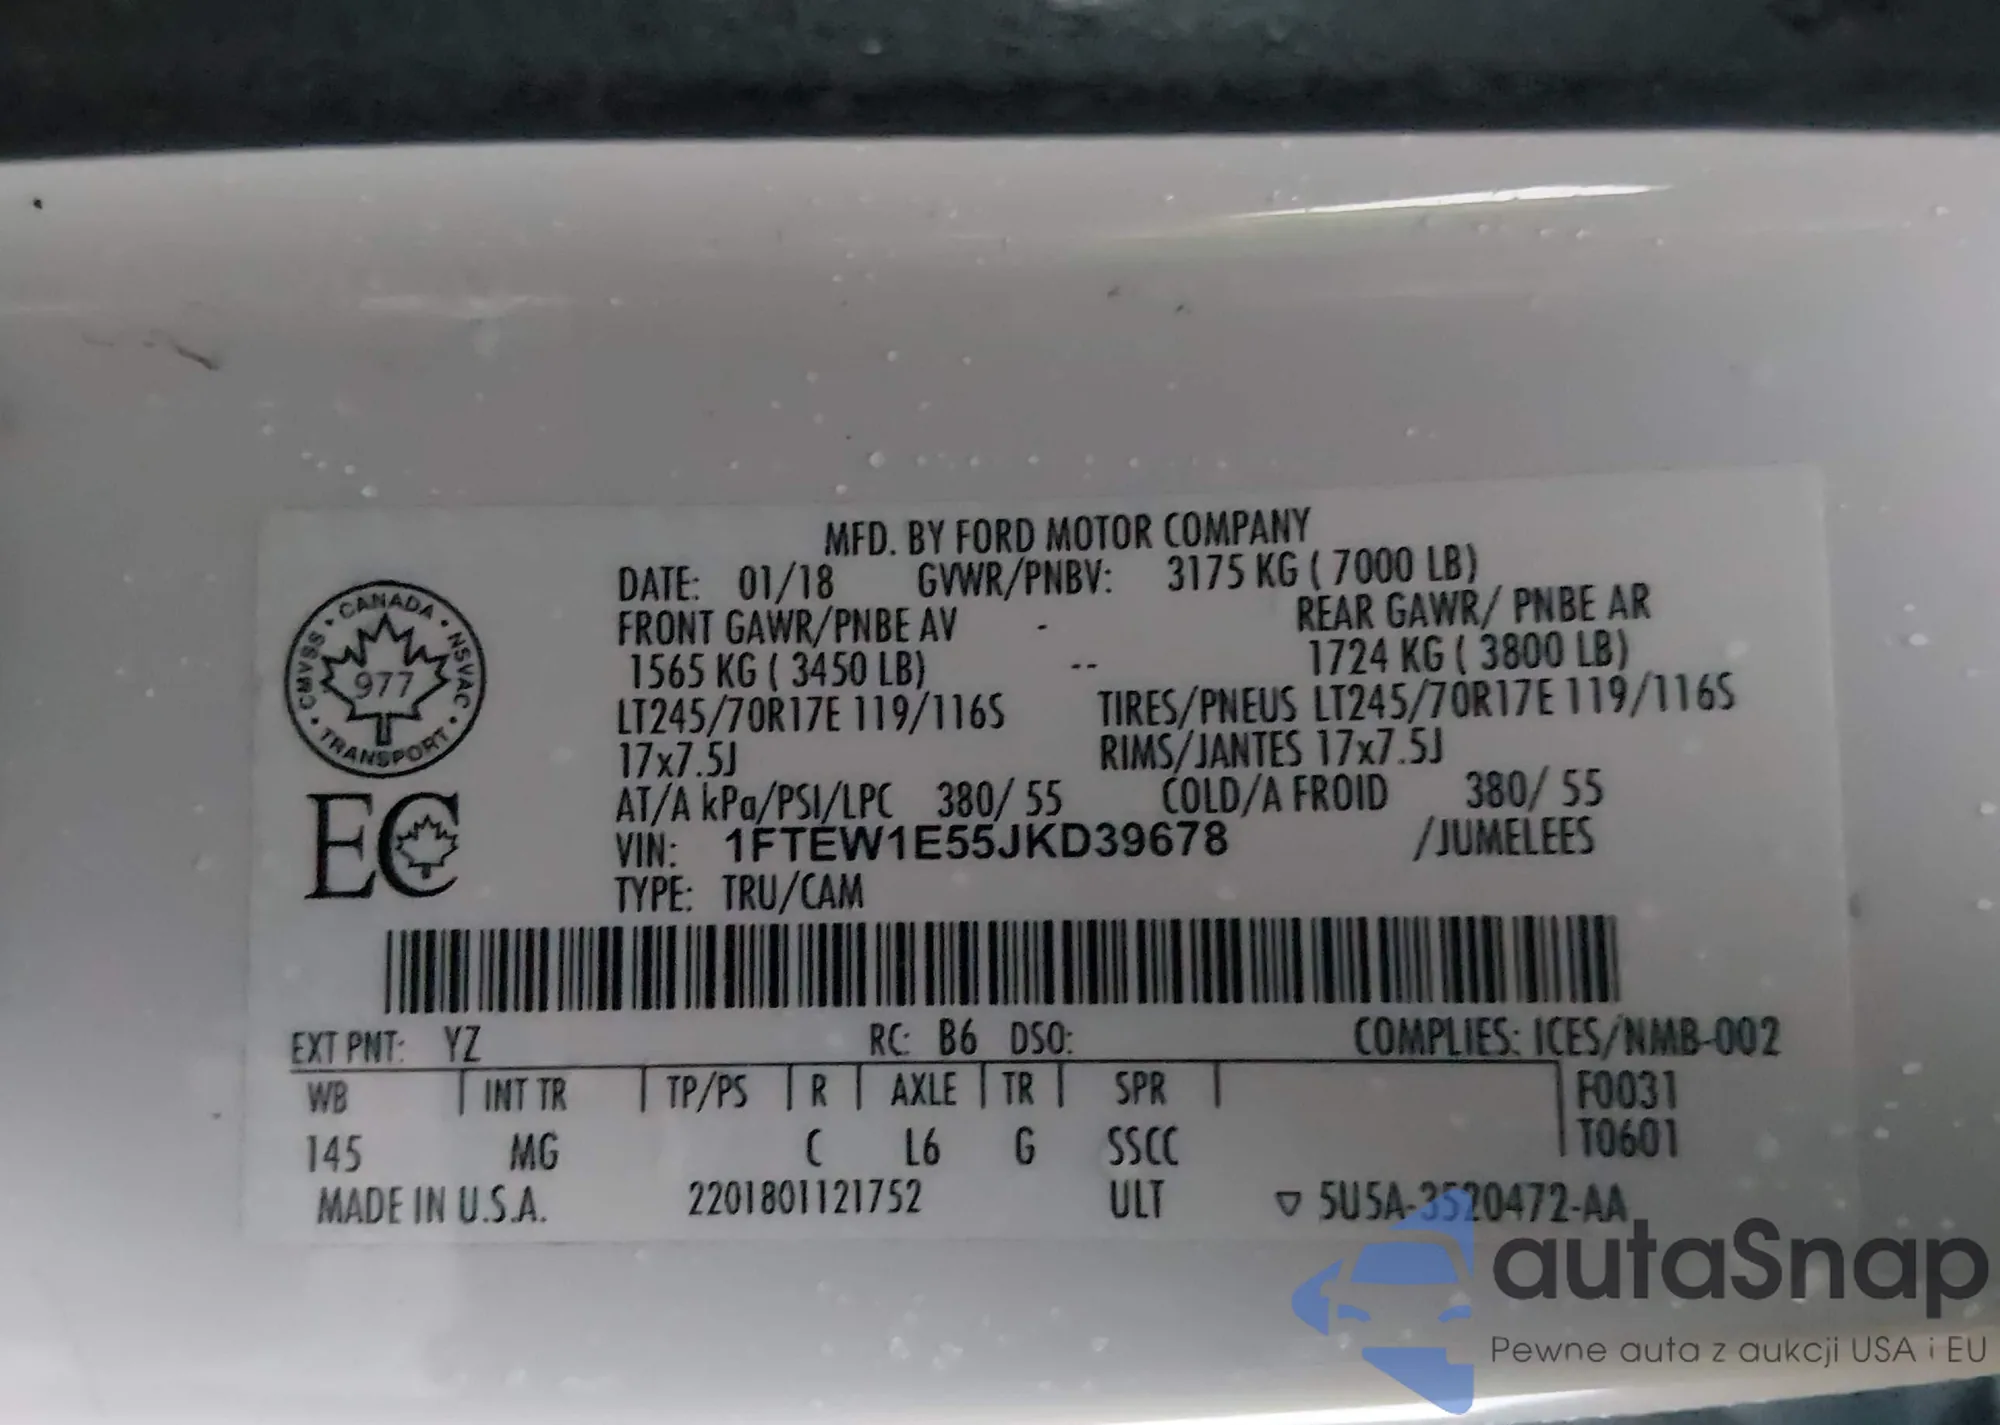 MFD. BY FORD MOTOR COMPANY
DATE: 01/18 GVWR/PNBV: 3175 KG ( 7000 LB)
FRONT GAWR/PNBE AV - REAR GAWR/ PNBE AR
1565 KG ( 3450 LB) -- 1724 KG ( 3800 LB)
LT245/70R17E 119/116S TIRES/PNEUS LT245/70R17E 119/116S
17x7.5J RIMS/JANTES 17x7.5J
AT/A kPa/PSI/LPC 380/ 55 COLD/A FROID 380/ 55
VIN: 1FTEW1E55JKD39678 /JUMELEES
TYPE: TRU/CAM
CANADA · NSVAC · TRANSPORT · CMVSS ·
977
EC
EXT PNT: YZ RC: B6 DSO: COMPLIES: ICES/NMB-002
WB INT TR TP/PS R AXLE TR SPR F0031
145 MG C L6 G SSCC T0601
MADE IN U.S.A. 2201801121752 ULT 5U5A-3520472-AA
autaSnap
Pewne auta z aukcji USA i EU